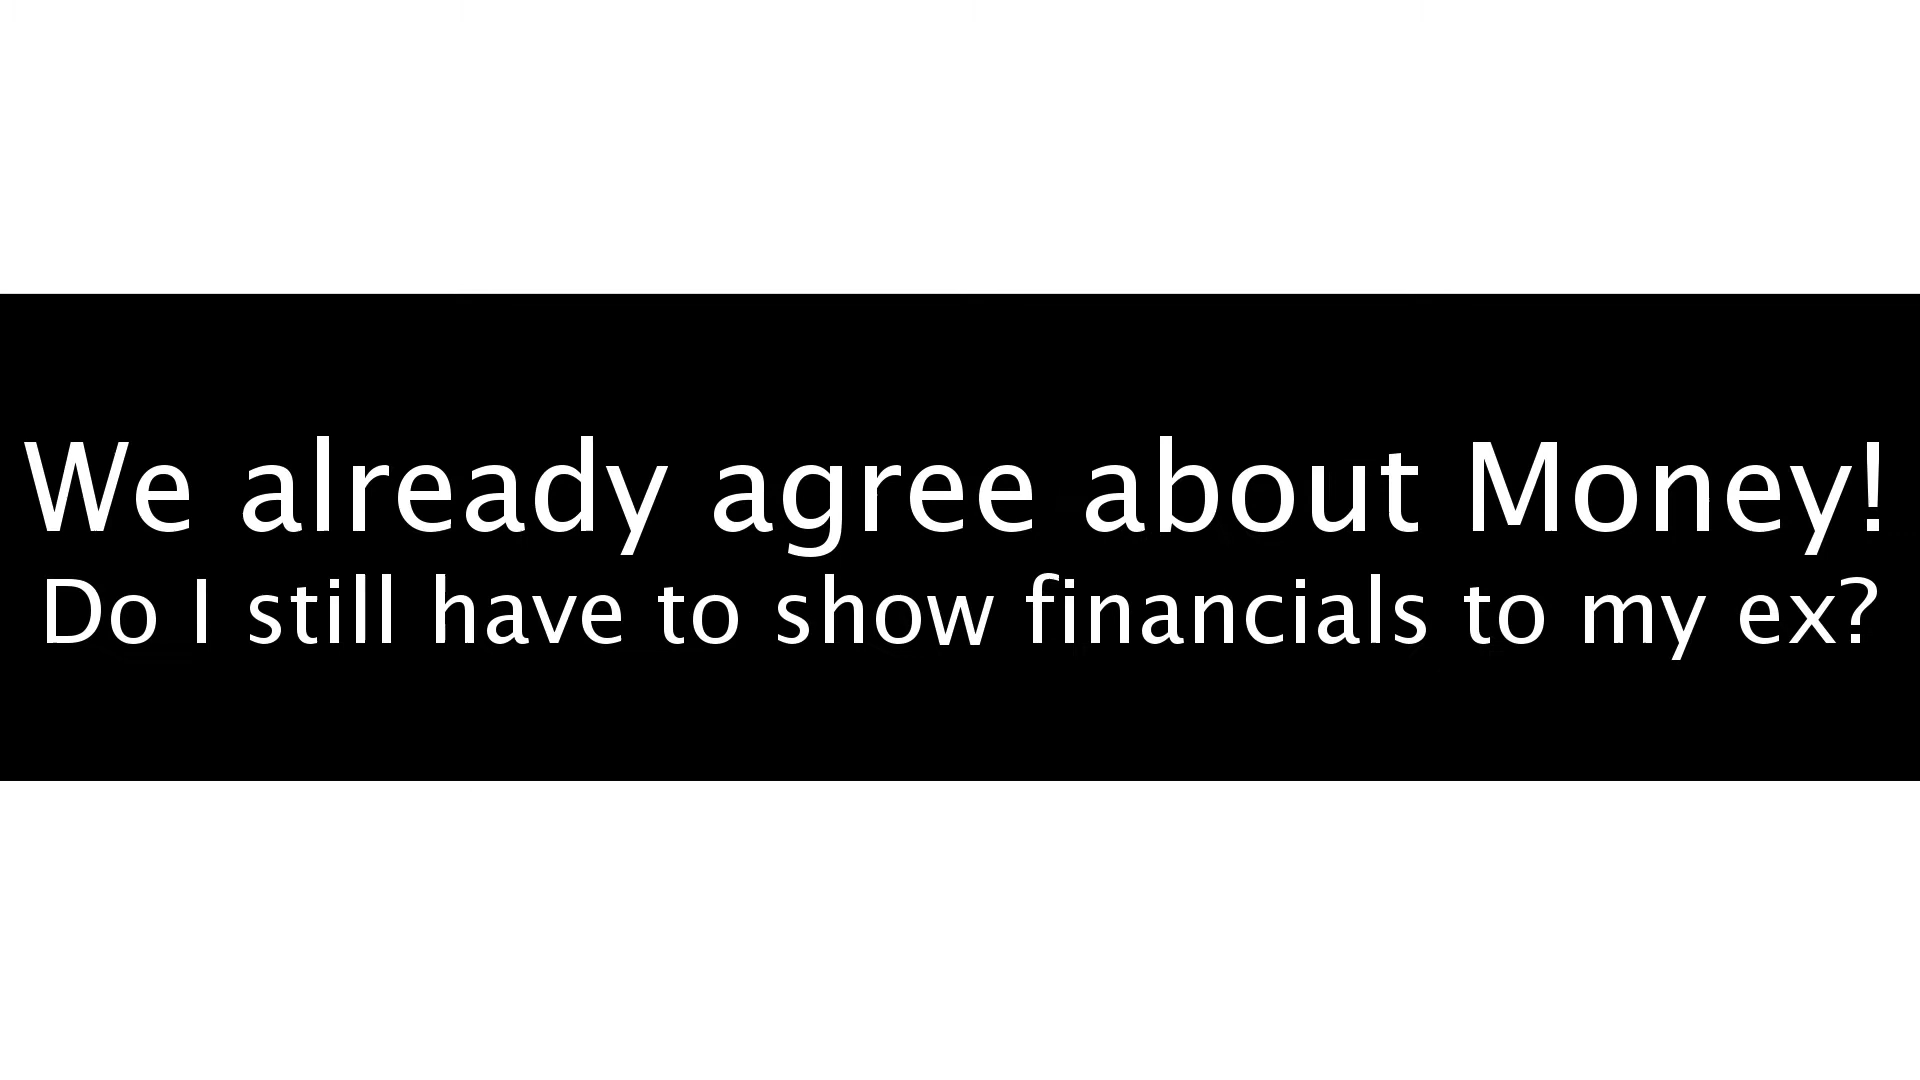 We already agree about Money!
Do I still have to show financials to my ex?